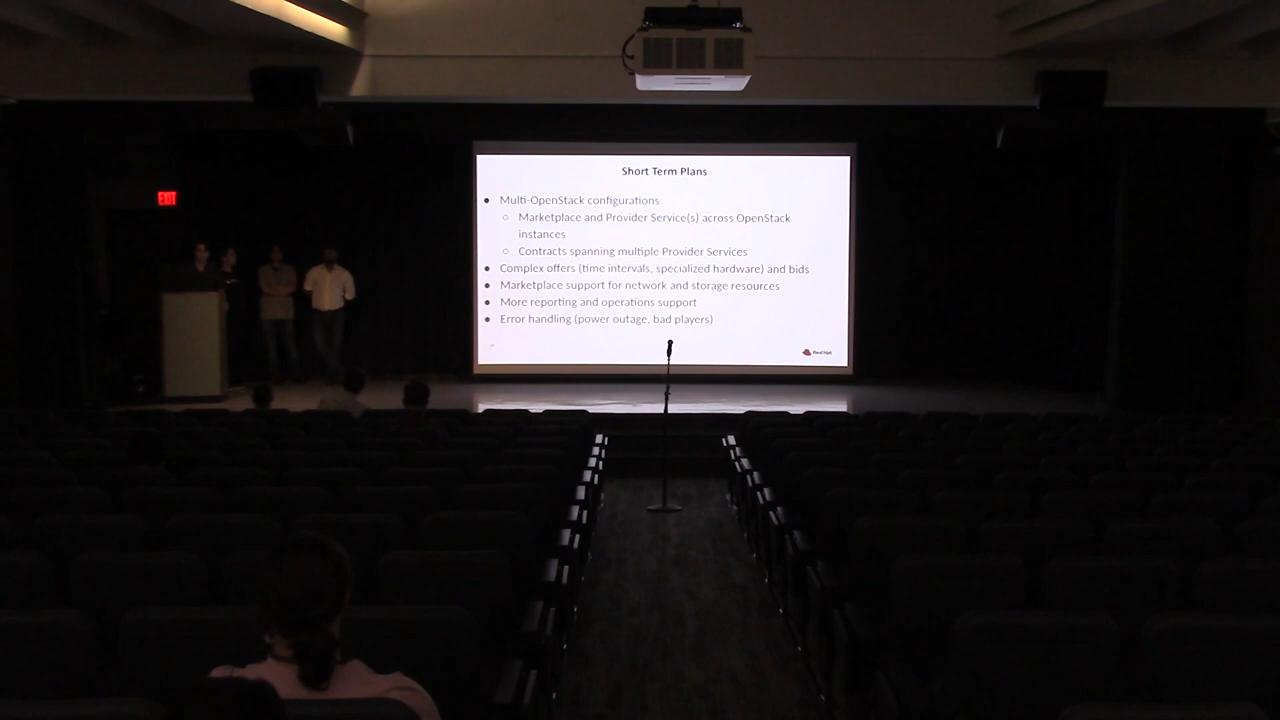 EXIT
Short Term Plans
● Multi-OpenStack configurations:
○ Marketplace and Provider Service(s) across OpenStack
instances
○ Contracts spanning multiple Provider Services
● Complex offers (time intervals, specialized hardware) and bids
● Marketplace support for network and storage resources
● More reporting and operations support
● Error handling (power outage, bad players)
Red Hat